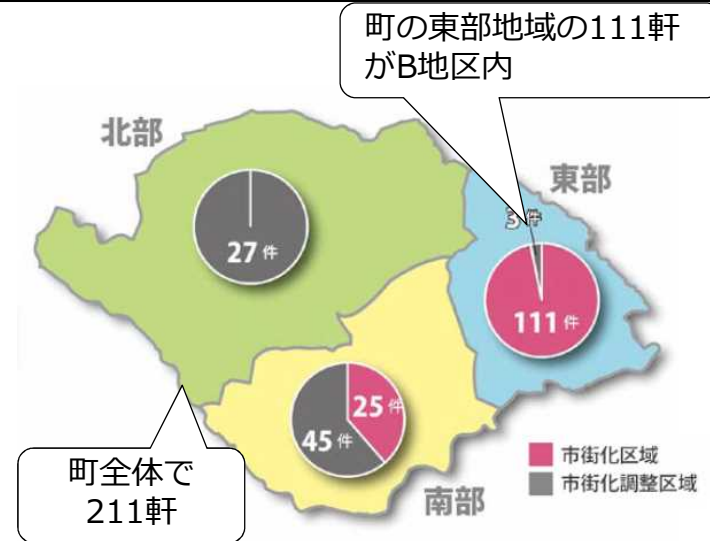 町の東部地域の111軒
がB地区内
北部
東部
3件
27件
111件
25件
45件
町全体で
211軒
南部
市街化区域
市街化調整区域